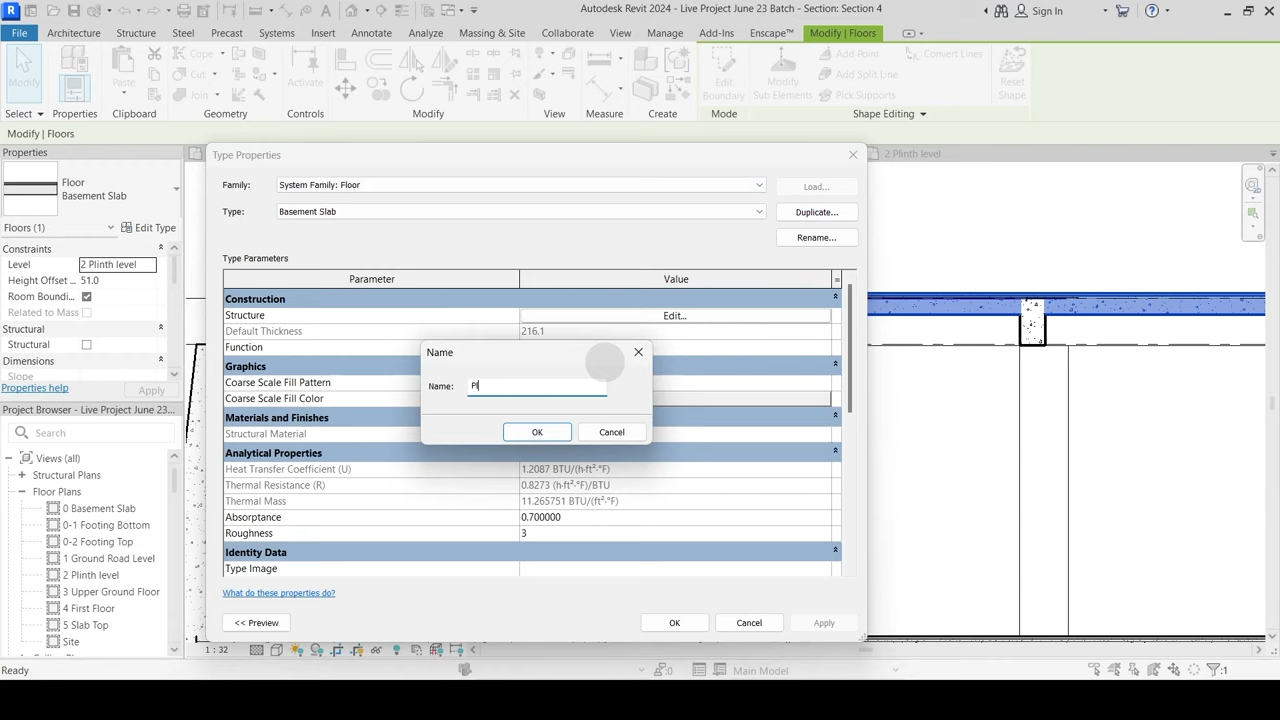 Autodesk Revit 2024 - Live Project June 23 Batch - Section: Section 4
Sign In
File Architecture Structure Steel Precast Systems Insert Annotate Analyze Massing & Site Collaborate View Manage Add-Ins Enscape™ Modify | Floors
Modify
Paste
Cope
Cut
Join
Edit
Boundary
Modify
Sub Elements
Add Point
Add Split Line
Pick Supports
Convert Lines
Reset
Shape
Select Properties Clipboard Geometry Controls Modify View Measure Create Mode Shape Editing
Modify | Floors
Properties
Floor
Basement Slab
Floors (1) Edit Type
Constraints
Level 2 Plinth level
Height Offset ... 51.0
Room Boundi...
Related to Mass
Structural
Structural
Dimensions
Slope
Properties help Apply
Project Browser - Live Project June 23...
Search
Views (all)
Structural Plans
Floor Plans
0 Basement Slab
0-1 Footing Bottom
0-2 Footing Top
1 Ground Road Level
2 Plinth level
3 Upper Ground Floor
4 First Floor
5 Slab Top
Site
2 Plinth level
Type Properties
Family: System Family: Floor Load...
Type: Basement Slab Duplicate...
Rename...
Type Parameters
Parameter Value =
Construction
Structure Edit...
Default Thickness 216.1
Function
Graphics
Coarse Scale Fill Pattern
Coarse Scale Fill Color
Materials and Finishes
Structural Material
Analytical Properties
Heat Transfer Coefficient (U) 1.2087 BTU/(h·ft²·°F)
Thermal Resistance (R) 0.8273 (h·ft²·°F)/BTU
Thermal Mass 11.265751 BTU/(ft²·°F)
Absorptance 0.700000
Roughness 3
Identity Data
Type Image
What do these properties do?
<< Preview OK Cancel Apply
Name
Name: Pl
OK Cancel
1 : 32
Ready
:0
Main Model
:1